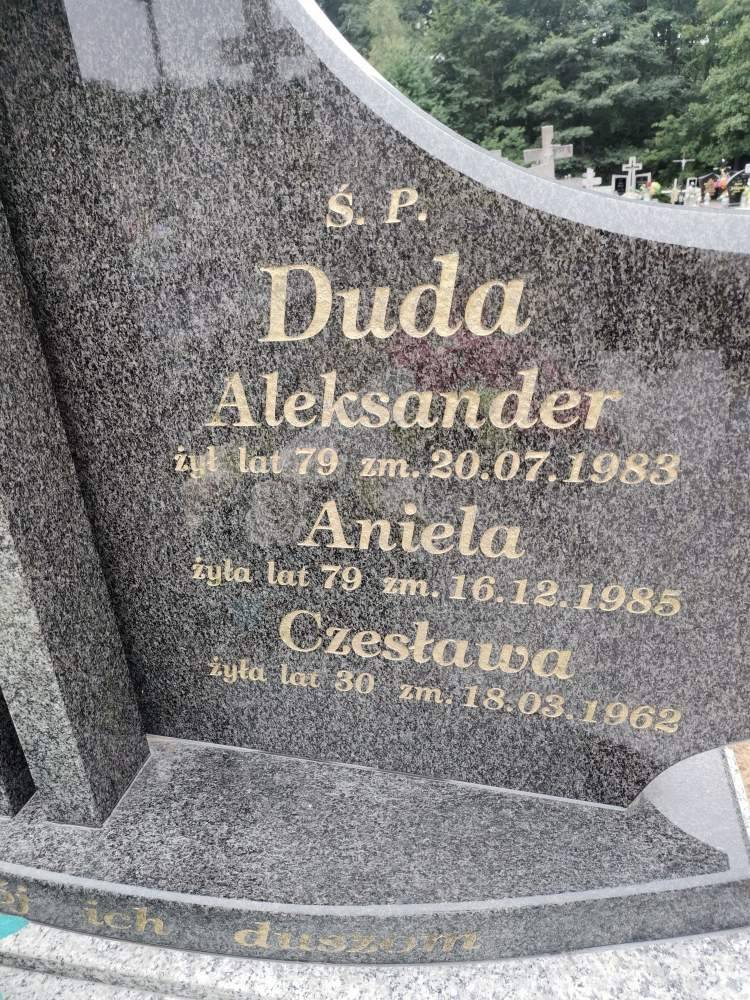 Ś. P.
Duda
Aleksander
żył lat 79 zm. 20.07.1983
Aniela
żyła lat 79 zm. 16.12.1985
Czesława
żyła lat 30 zm. 18.03.1962
ich duszom